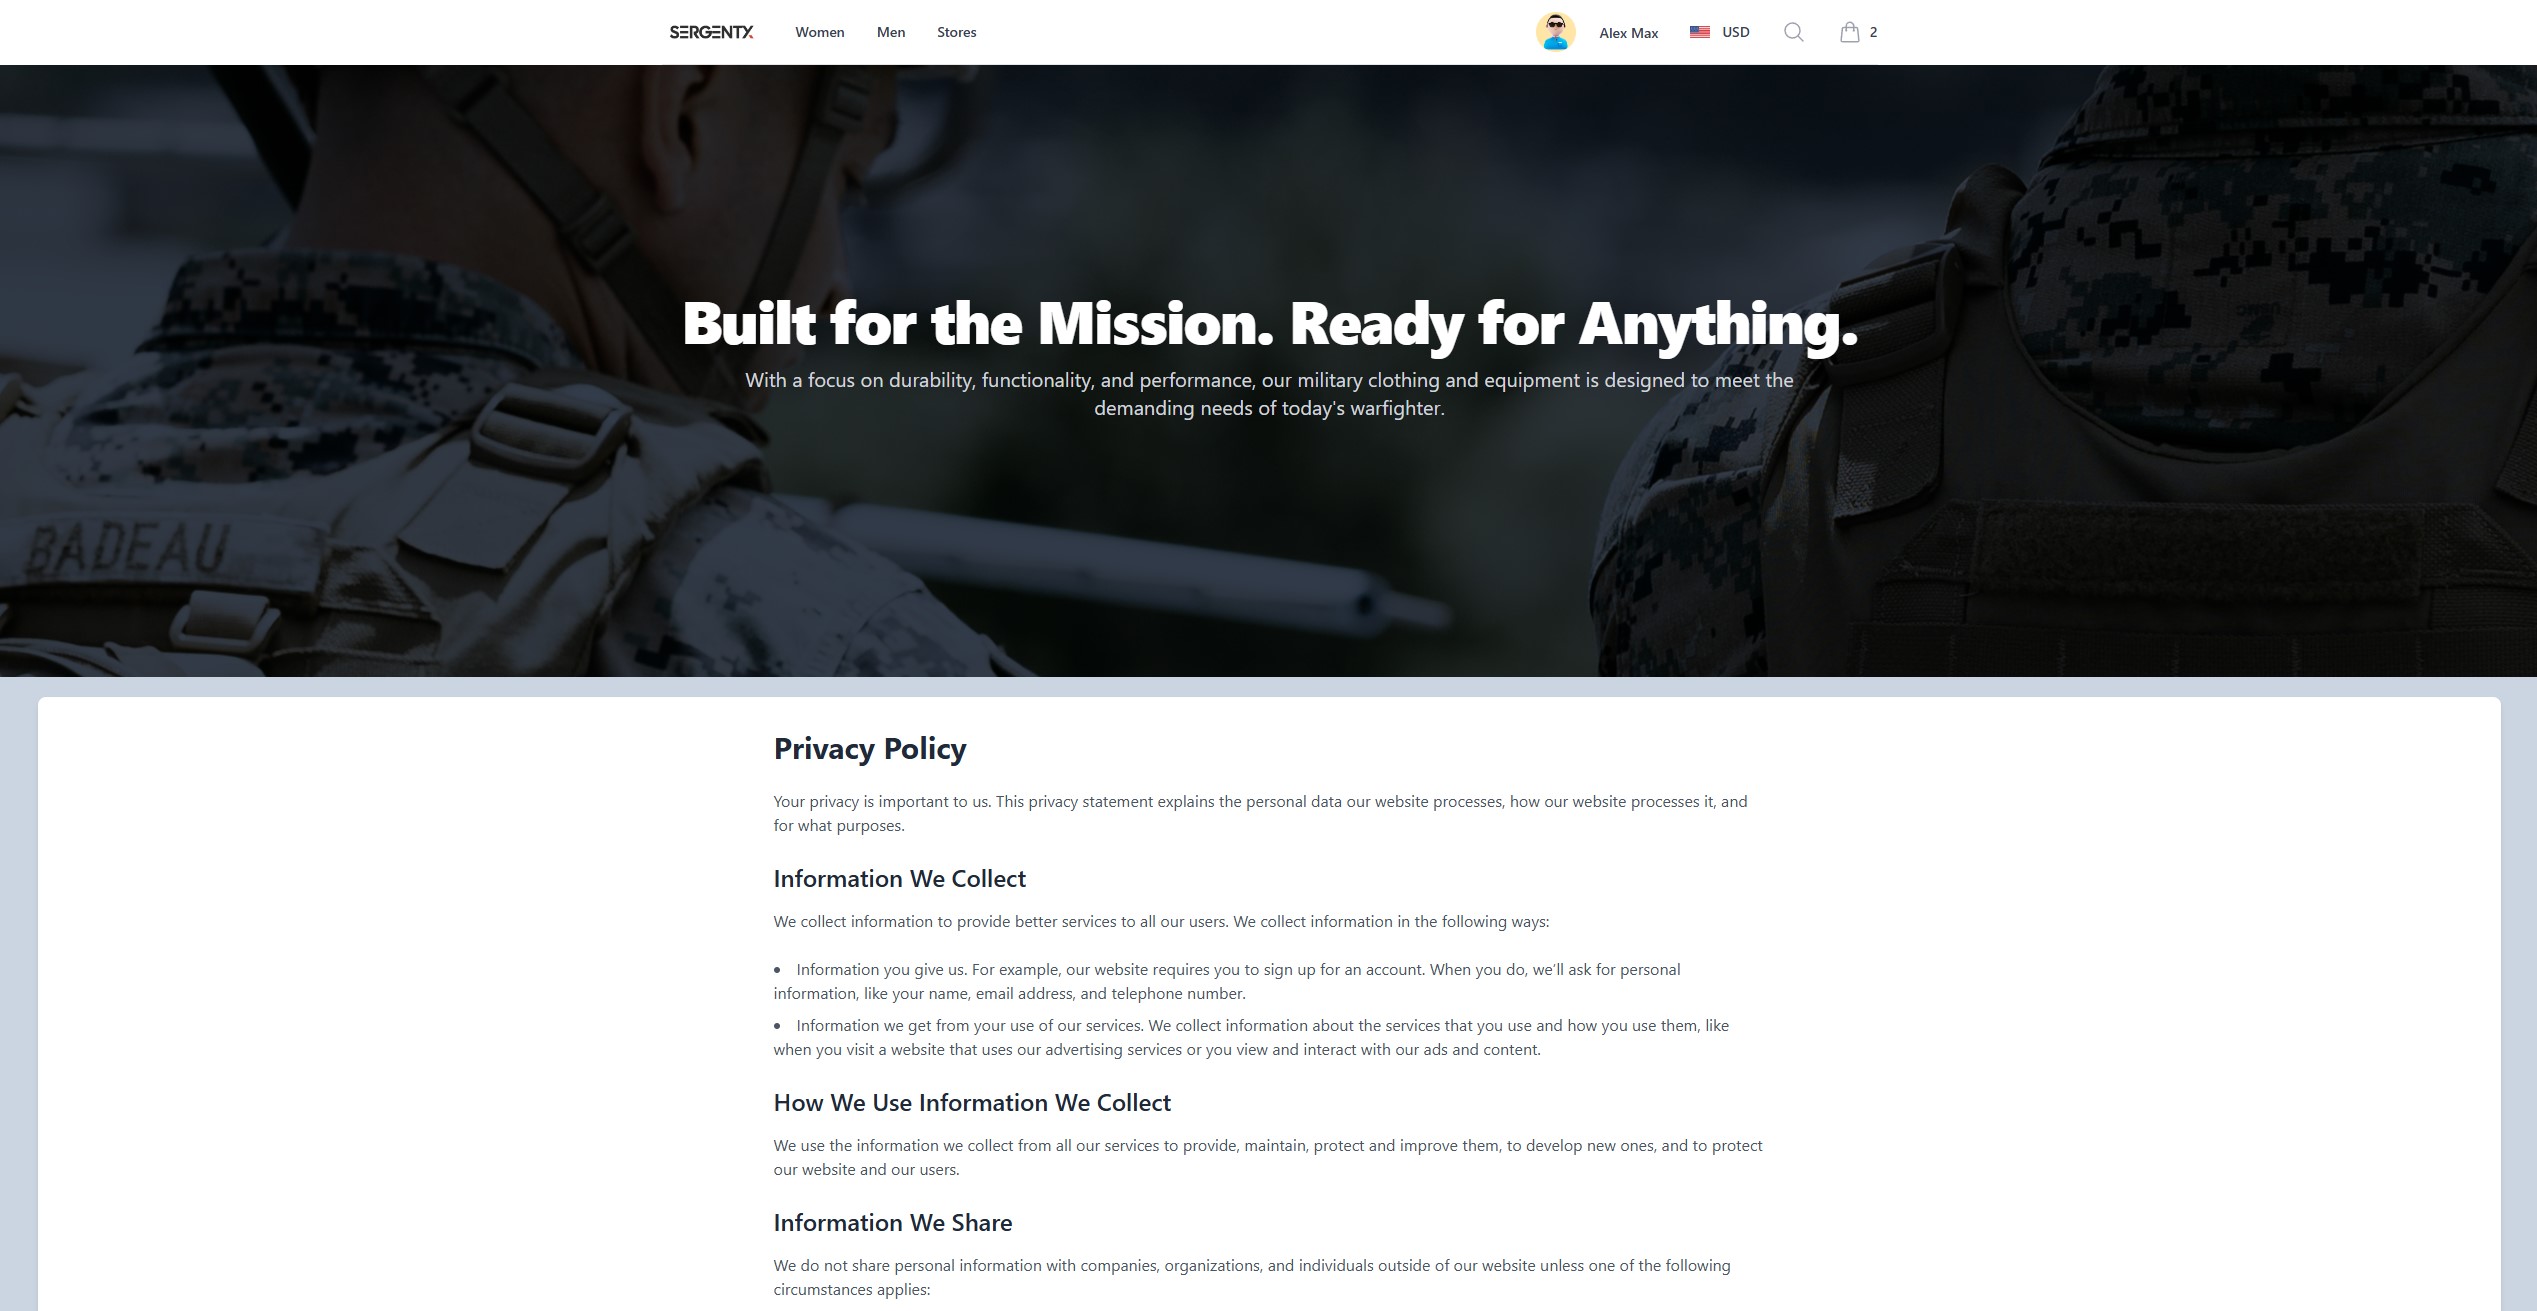 SERGENTX Women Men Stores Alex Max USD 2
Built for the Mission. Ready for Anything.
With a focus on durability, functionality, and performance, our military clothing and equipment is designed to meet the
demanding needs of today's warfighter.
BADEAU
Privacy Policy
Your privacy is important to us. This privacy statement explains the personal data our website processes, how our website processes it, and
for what purposes.
Information We Collect
We collect information to provide better services to all our users. We collect information in the following ways:
• Information you give us. For example, our website requires you to sign up for an account. When you do, we'll ask for personal
information, like your name, email address, and telephone number.
• Information we get from your use of our services. We collect information about the services that you use and how you use them, like
when you visit a website that uses our advertising services or you view and interact with our ads and content.
How We Use Information We Collect
We use the information we collect from all our services to provide, maintain, protect and improve them, to develop new ones, and to protect
our website and our users.
Information We Share
We do not share personal information with companies, organizations, and individuals outside of our website unless one of the following
circumstances applies: